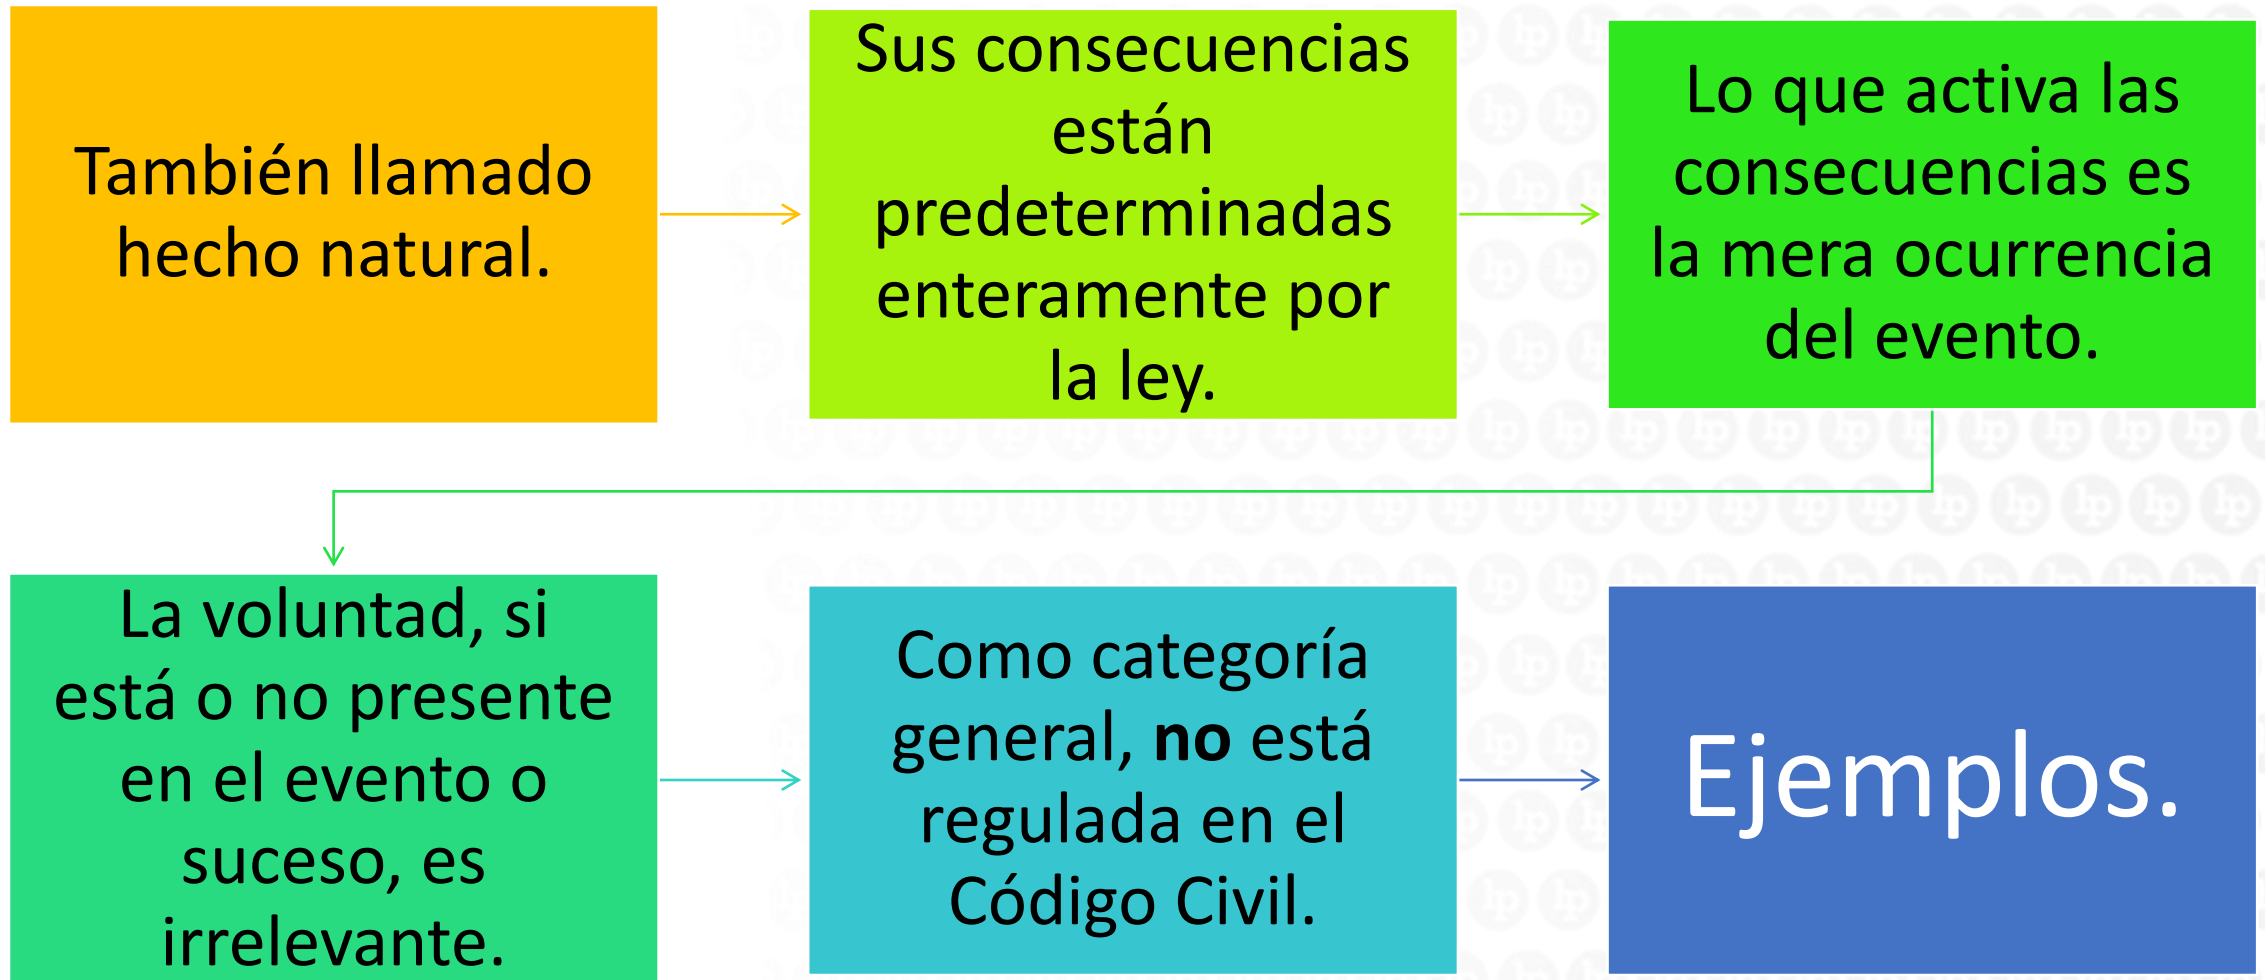 También llamado
hecho natural.
Sus consecuencias
están
predeterminadas
enteramente por
la ley.
Lo que activa las
consecuencias es
la mera ocurrencia
del evento.
La voluntad, si
está o no presente
en el evento o
suceso, es
irrelevante.
Como categoría
general, no está
regulada en el
Código Civil.
Ejemplos.